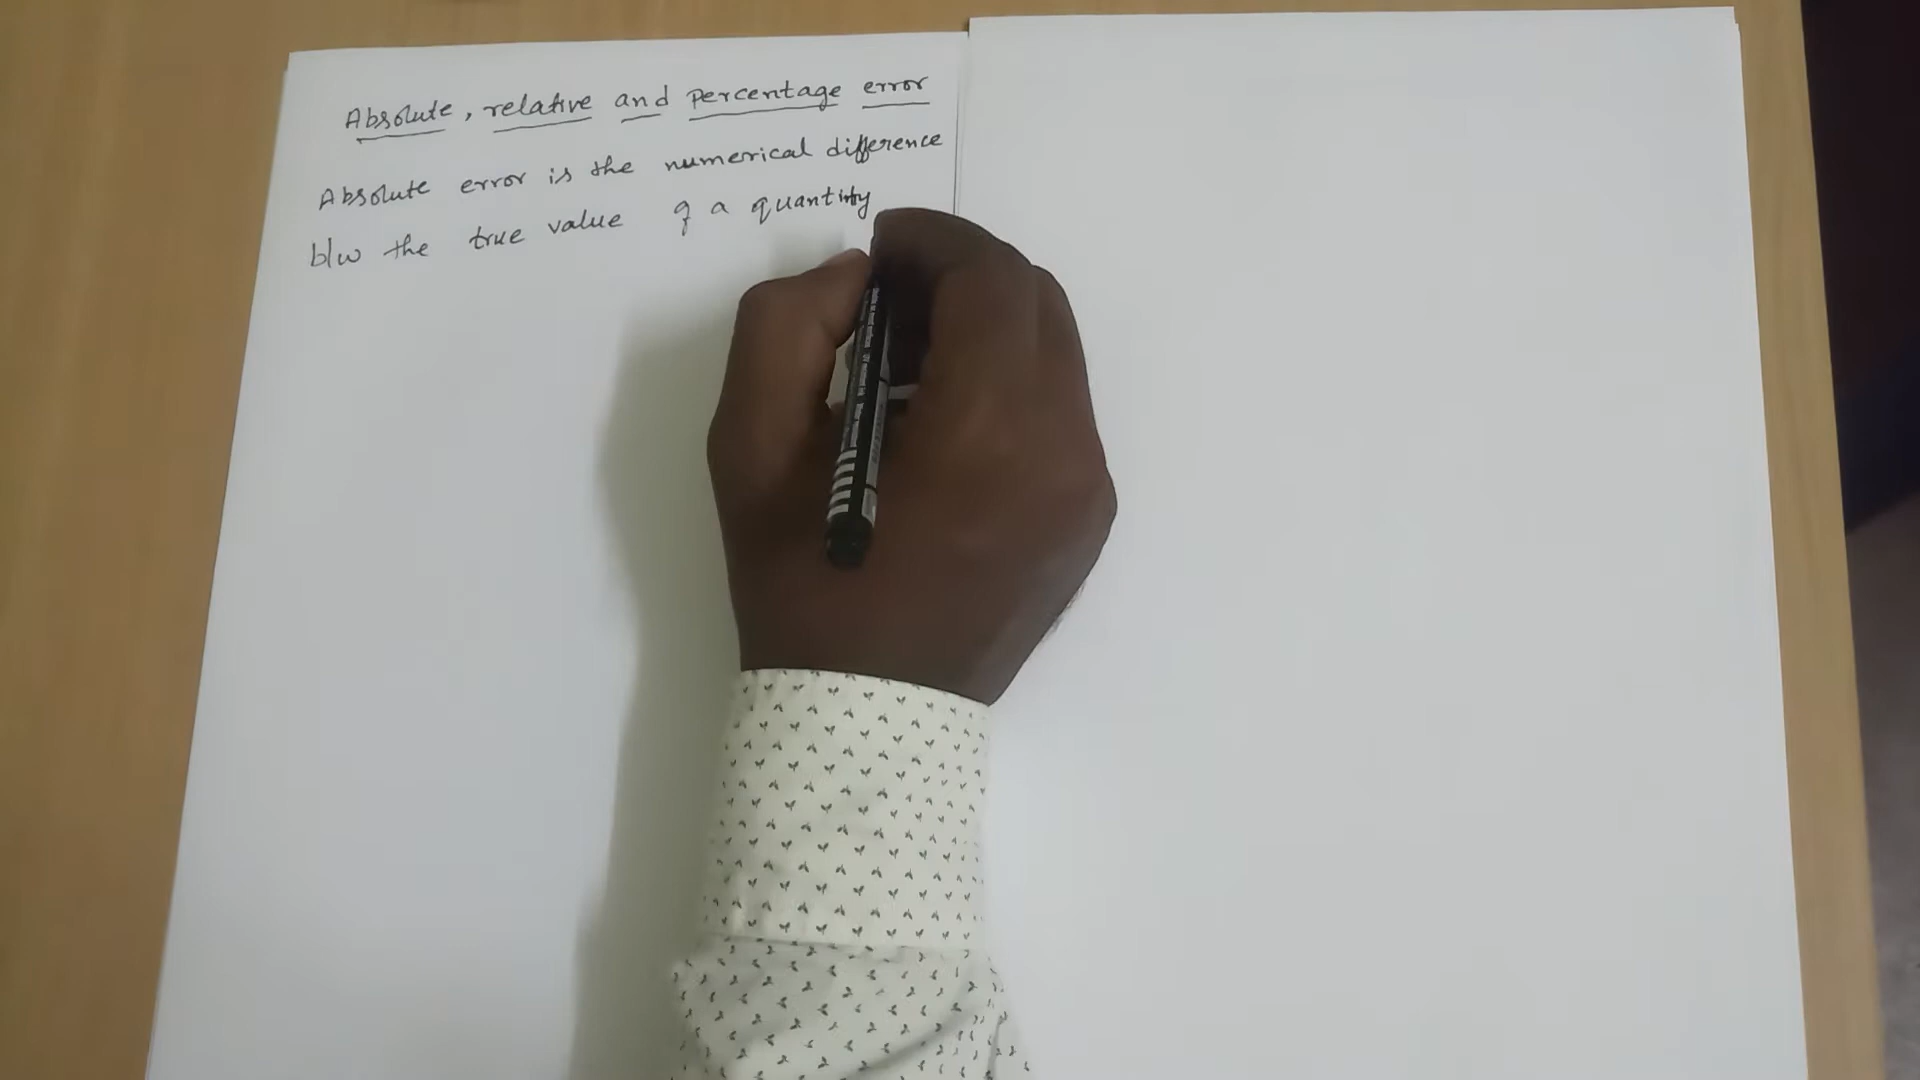 Absolute, relative and percentage error
Absolute error is the numerical difference
b/w the true value of a quantity